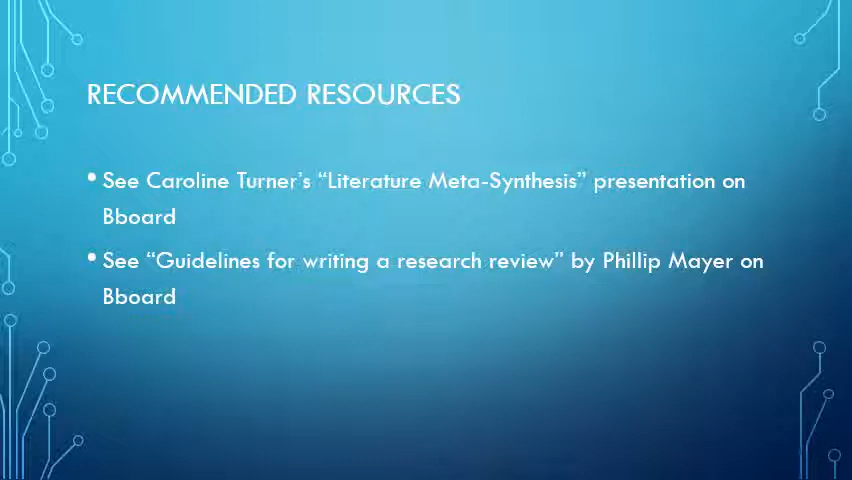 RECOMMENDED RESOURCES
• See Caroline Turner's “Literature Meta-Synthesis” presentation on
Bboard
• See “Guidelines for writing a research review” by Phillip Mayer on
Bboard